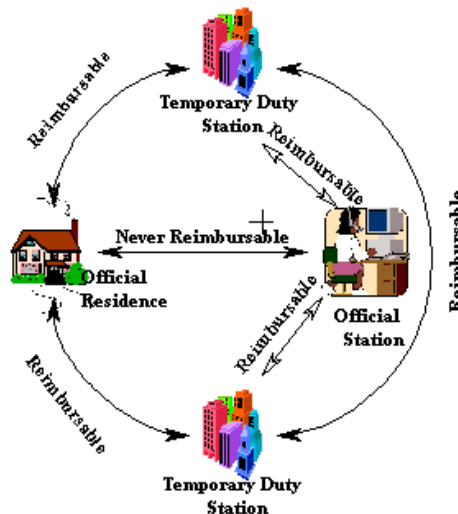 Reimbursable
Temporary Duty
Station
Reimbursable
Reimbursable
Never Reimbursable
Official
Residence
Official
Station
Reimbursable
Reimbursable
Temporary Duty
Station